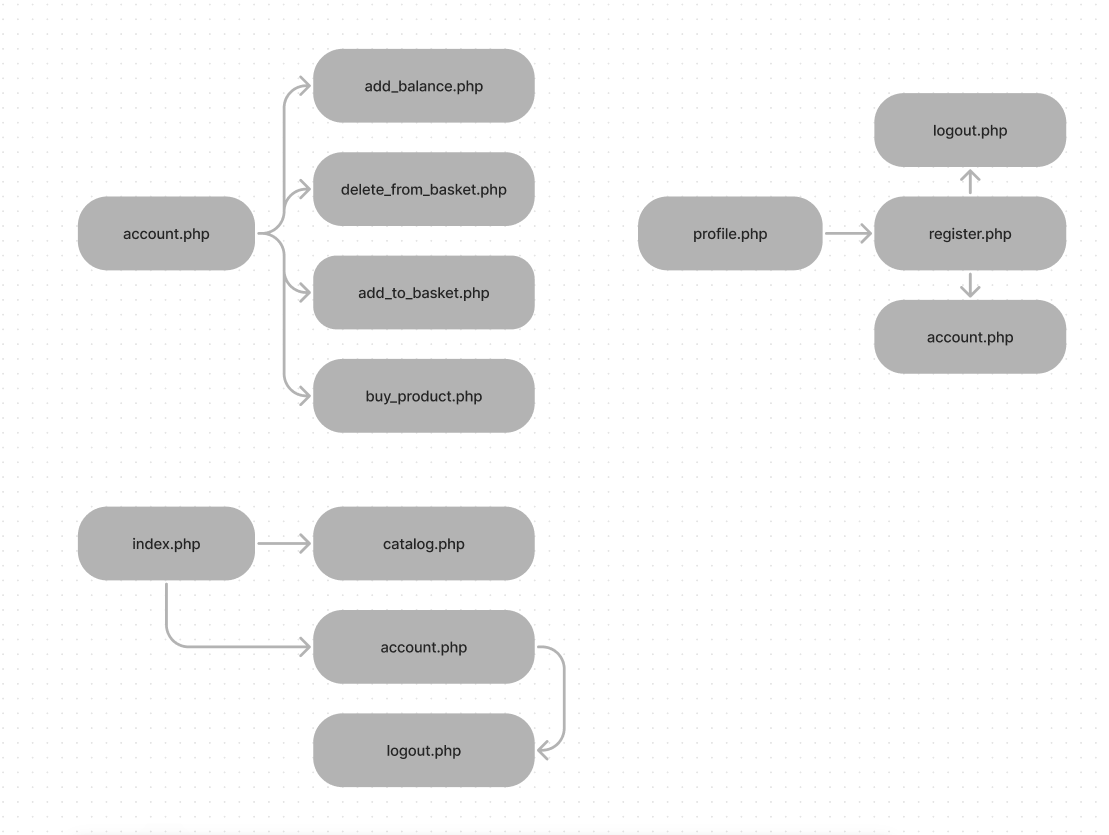 add_balance.php
delete_from_basket.php
account.php
add_to_basket.php
buy_product.php
logout.php
profile.php
register.php
account.php
index.php
catalog.php
account.php
logout.php